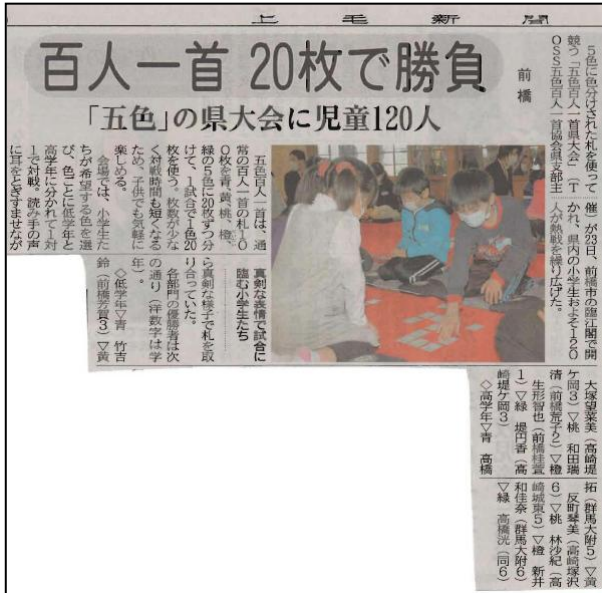 上毛新聞
百人一首 20枚で勝負
前橋
「五色」の県大会に児童120人
5色に色分けされた札を使って
競う「五色百人一首県大会」(T
OSS五色百人一首協会県支部主
催)が23日、前橋市の臨江閣で開
かれ、県内の小学生およそ120
人が熱戦を繰り広げた。
五色百人一首は、通
常の百人一首の札10
0枚を青、黄、桃、橙、
緑の5色に20枚ずつ分
けて、1試合で1色20
枚を使う。枚数が少な
く対戦時間も短くなる
ため、子供でも気軽に
楽しめる。
会場では、小学生た
ちが希望する色を選
び、色ごとに低学年と
高学年に分かれて1対
1で対戦。読み手の声
に耳をとぎすませなが
真剣な表情で試合に
臨む小学生たち
ら真剣な様子で札を取
り合っていた。
各部門の優勝者は次
の通り(洋数字は学
年)。
◇低学年▽青 竹吉
鈴(前橋芳賀3)▽黄
大塚望菜美(高崎堤
ケ岡3)▽桃 和田瑞
清(前橋荒子2)▽橙
生形智也(前橋桂萱
1)▽緑 堤円香(高
崎堤ケ岡3)
◇高学年▽青 高橋
拓(群馬大附5)▽黄
反町琴美(高崎塚沢
6)▽桃 林沙紀(高
崎城東5)▽橙 新井
和佳奈(群馬大附6)
▽緑 高橋洸(同6)